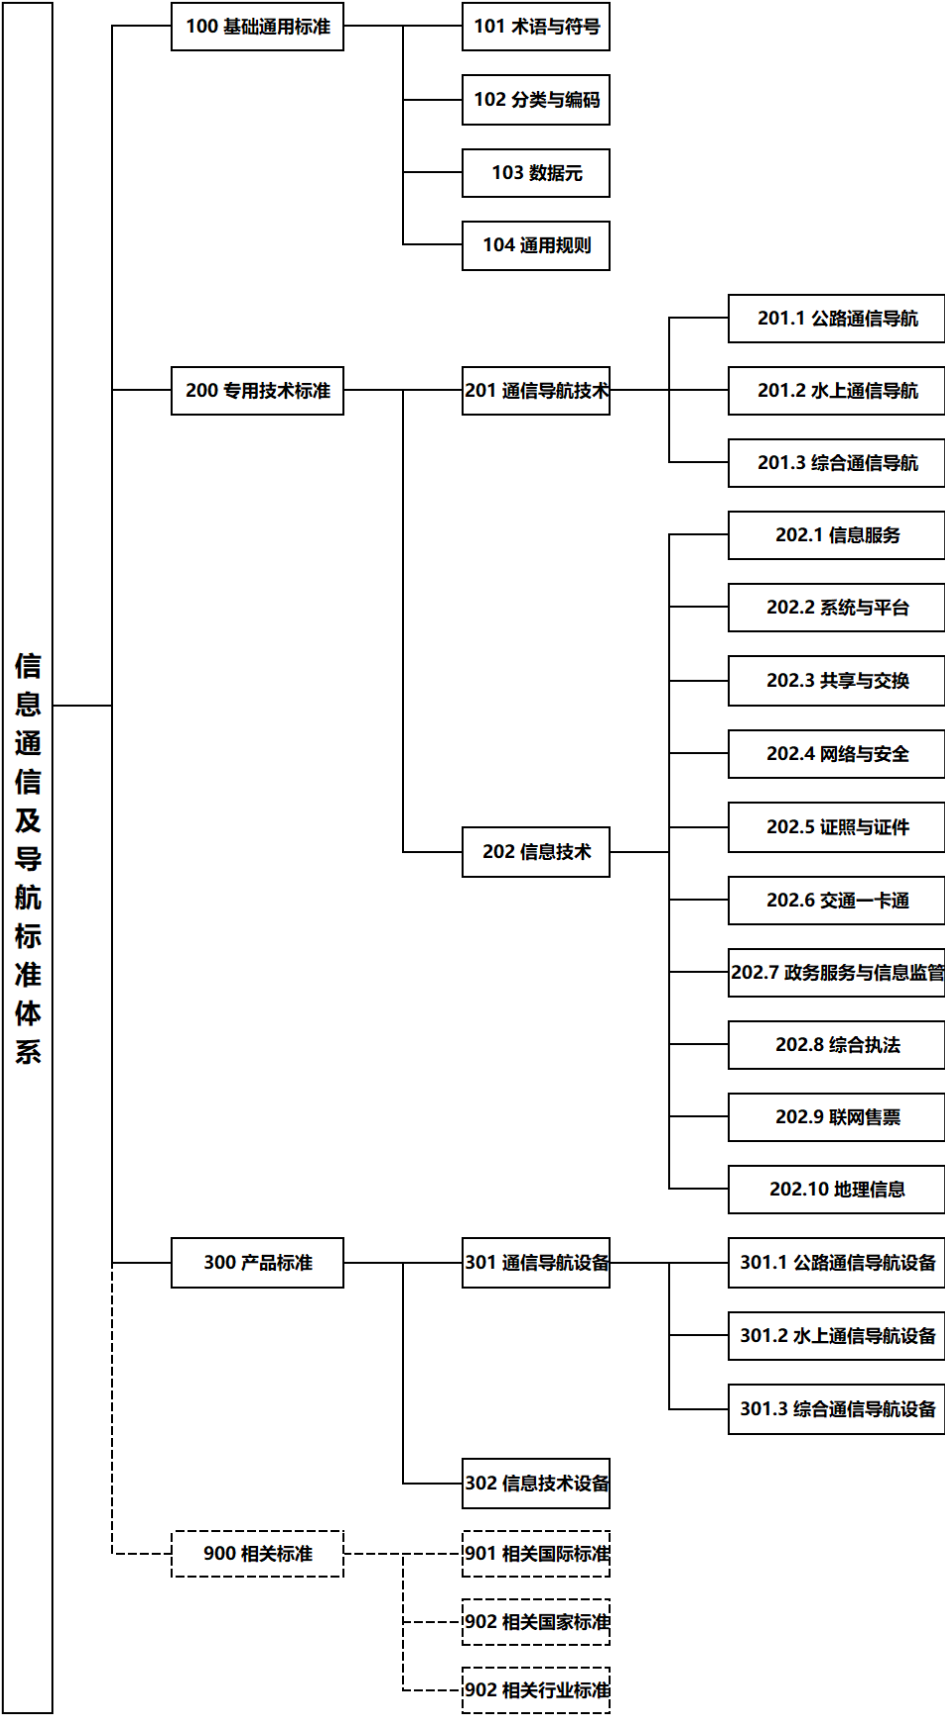 信息通信及导航标准体系
100 基础通用标准
101 术语与符号
102 分类与编码
103 数据元
104 通用规则
200 专用技术标准
201 通信导航技术
201.1 公路通信导航
201.2 水上通信导航
201.3 综合通信导航
202 信息技术
202.1 信息服务
202.2 系统与平台
202.3 共享与交换
202.4 网络与安全
202.5 证照与证件
202.6 交通一卡通
202.7 政务服务与信息监管
202.8 综合执法
202.9 联网售票
202.10 地理信息
300 产品标准
301 通信导航设备
301.1 公路通信导航设备
301.2 水上通信导航设备
301.3 综合通信导航设备
302 信息技术设备
900 相关标准
901 相关国际标准
902 相关国家标准
902 相关行业标准